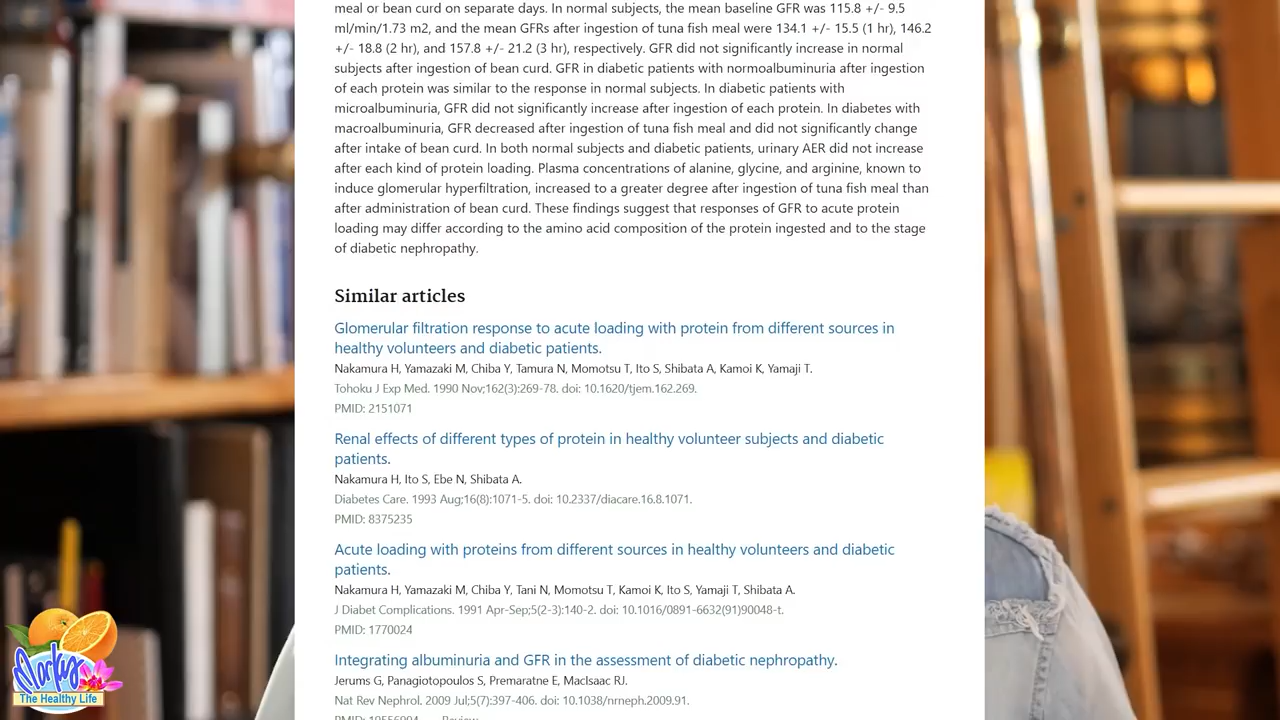 meal or bean curd on separate days. In normal subjects, the mean baseline GFR was 115.8 +/- 9.5
ml/min/1.73 m2, and the mean GFRs after ingestion of tuna fish meal were 134.1 +/- 15.5 (1 hr), 146.2
+/- 18.8 (2 hr), and 157.8 +/- 21.2 (3 hr), respectively. GFR did not significantly increase in normal
subjects after ingestion of bean curd. GFR in diabetic patients with normoalbuminuria after ingestion
of each protein was similar to the response in normal subjects. In diabetic patients with
microalbuminuria, GFR did not significantly increase after ingestion of each protein. In diabetes with
macroalbuminuria, GFR decreased after ingestion of tuna fish meal and did not significantly change
after intake of bean curd. In both normal subjects and diabetic patients, urinary AER did not increase
after each kind of protein loading. Plasma concentrations of alanine, glycine, and arginine, known to
induce glomerular hyperfiltration, increased to a greater degree after ingestion of tuna fish meal than
after administration of bean curd. These findings suggest that responses of GFR to acute protein
loading may differ according to the amino acid composition of the protein ingested and to the stage
of diabetic nephropathy.
Similar articles
Glomerular filtration response to acute loading with protein from different sources in
healthy volunteers and diabetic patients.
Nakamura H, Yamazaki M, Chiba Y, Tamura N, Momotsu T, Ito S, Shibata A, Kamoi K, Yamaji T.
Tohoku J Exp Med. 1990 Nov;162(3):269-78. doi: 10.1620/tjem.162.269.
PMID: 2151071
Renal effects of different types of protein in healthy volunteer subjects and diabetic
patients.
Nakamura H, Ito S, Ebe N, Shibata A.
Diabetes Care. 1993 Aug;16(8):1071-5. doi: 10.2337/diacare.16.8.1071.
PMID: 8375235
Acute loading with proteins from different sources in healthy volunteers and diabetic
patients.
Nakamura H, Yamazaki M, Chiba Y, Tani N, Momotsu T, Kamoi K, Ito S, Yamaji T, Shibata A.
J Diabet Complications. 1991 Apr-Sep;5(2-3):140-2. doi: 10.1016/0891-6632(91)90048-t.
PMID: 1770024
Integrating albuminuria and GFR in the assessment of diabetic nephropathy.
Jerums G, Panagiotopoulos S, Premaratne E, MacIsaac RJ.
Nat Rev Nephrol. 2009 Jul;5(7):397-406. doi: 10.1038/nrneph.2009.91.
Markus
The Healthy Life